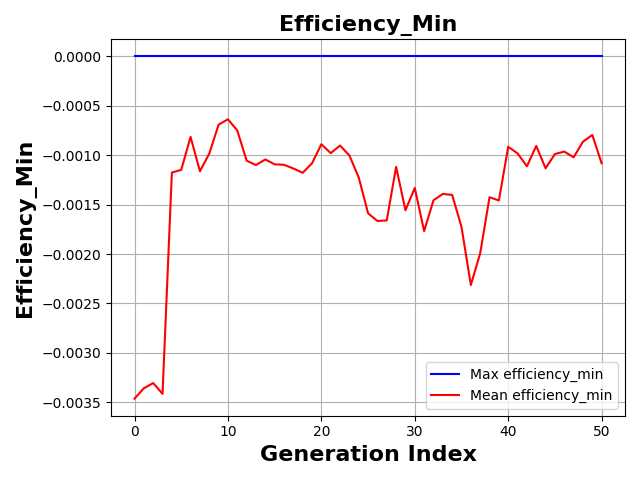 Efficiency_Min
Efficiency_Min
0.0000
−0.0005
−0.0010
−0.0015
−0.0020
−0.0025
−0.0030
−0.0035
Max efficiency_min
Mean efficiency_min
0 10 20 30 40 50
Generation Index